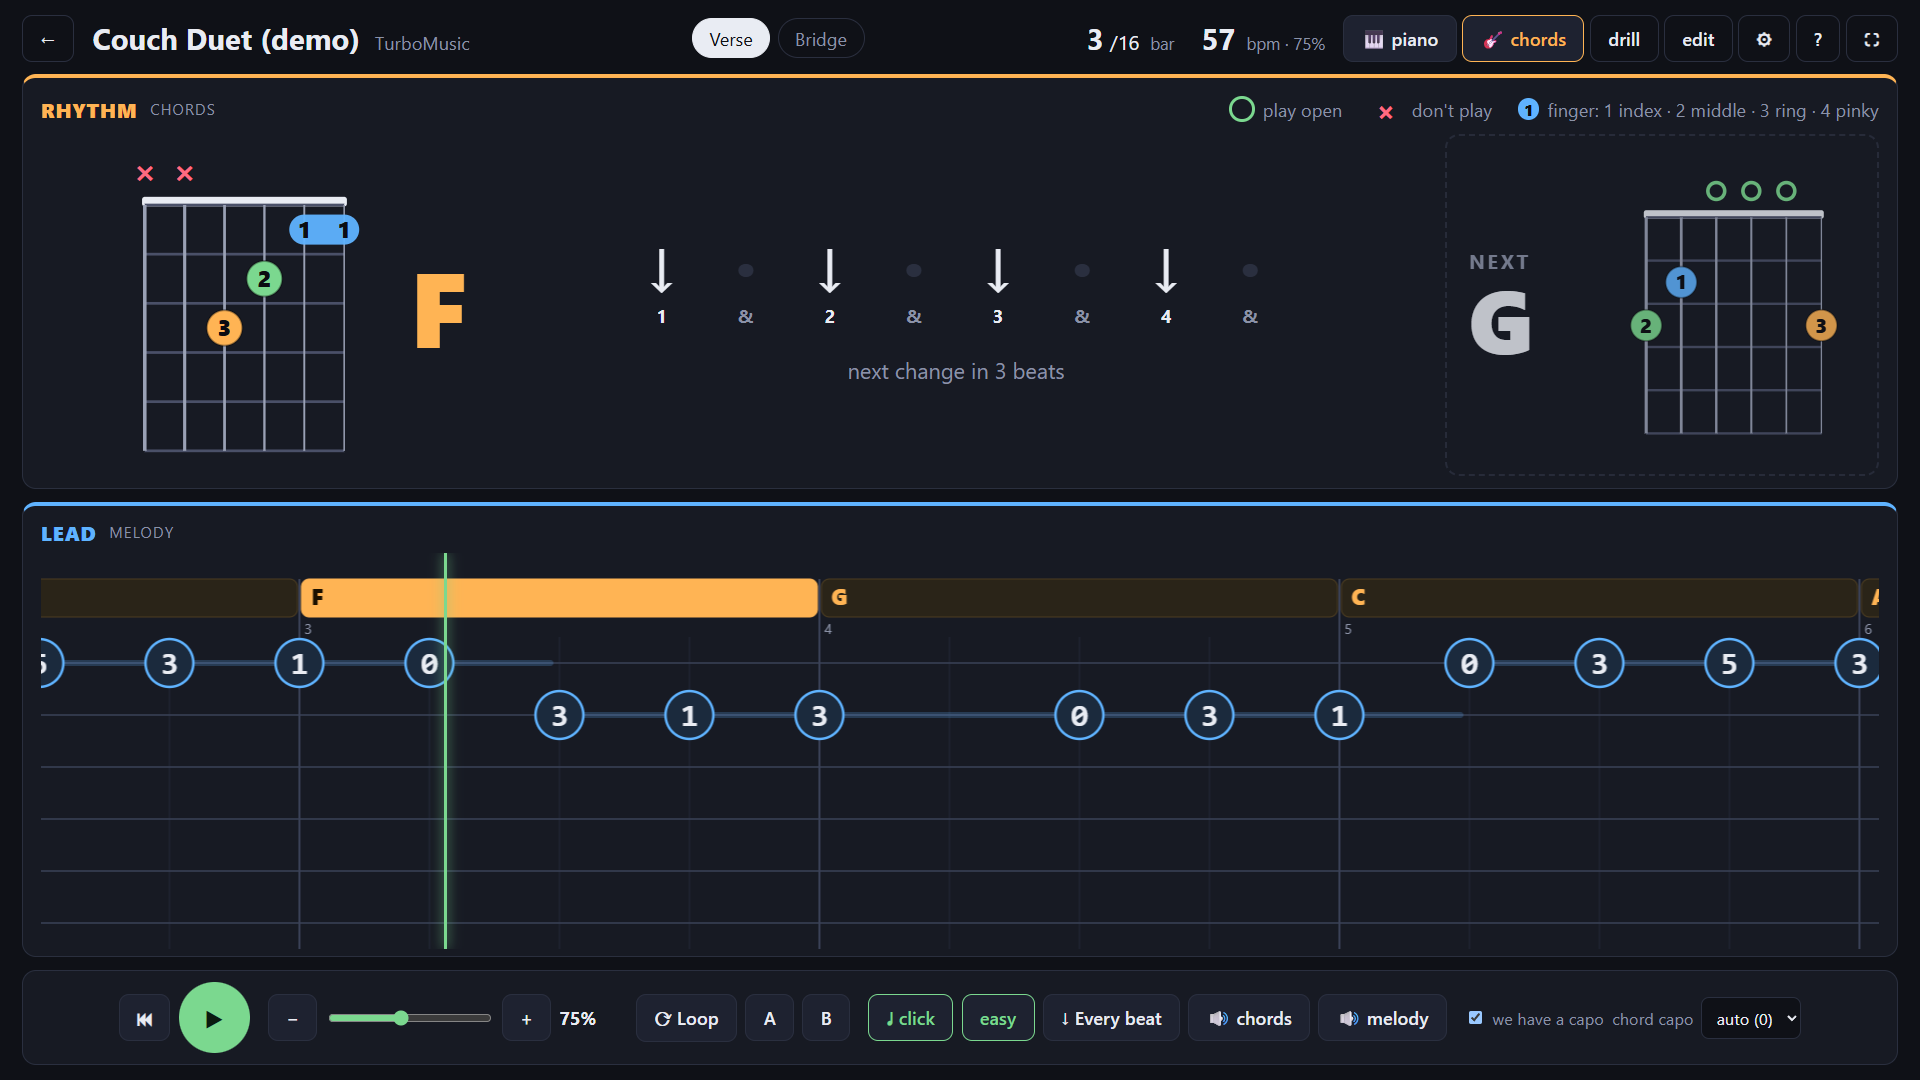 ← Couch Duet (demo) TurboMusic Verse Bridge 3 /16 bar 57 bpm · 75% piano chords drill edit ?
RHYTHM CHORDS play open × don't play 1 finger: 1 index · 2 middle · 3 ring · 4 pinky
× ×
1 1
2
3
F
↓ ↓ ↓ ↓
1 & 2 & 3 & 4 &
next change in 3 beats
NEXT
G
1
2 3
LEAD MELODY
F G C
3 4 5 6
3 1 0 0 3 5 3
3 1 3 0 3 1
− + 75% Loop A B ♩ click easy ↓ Every beat chords melody we have a capo chord capo auto (0)